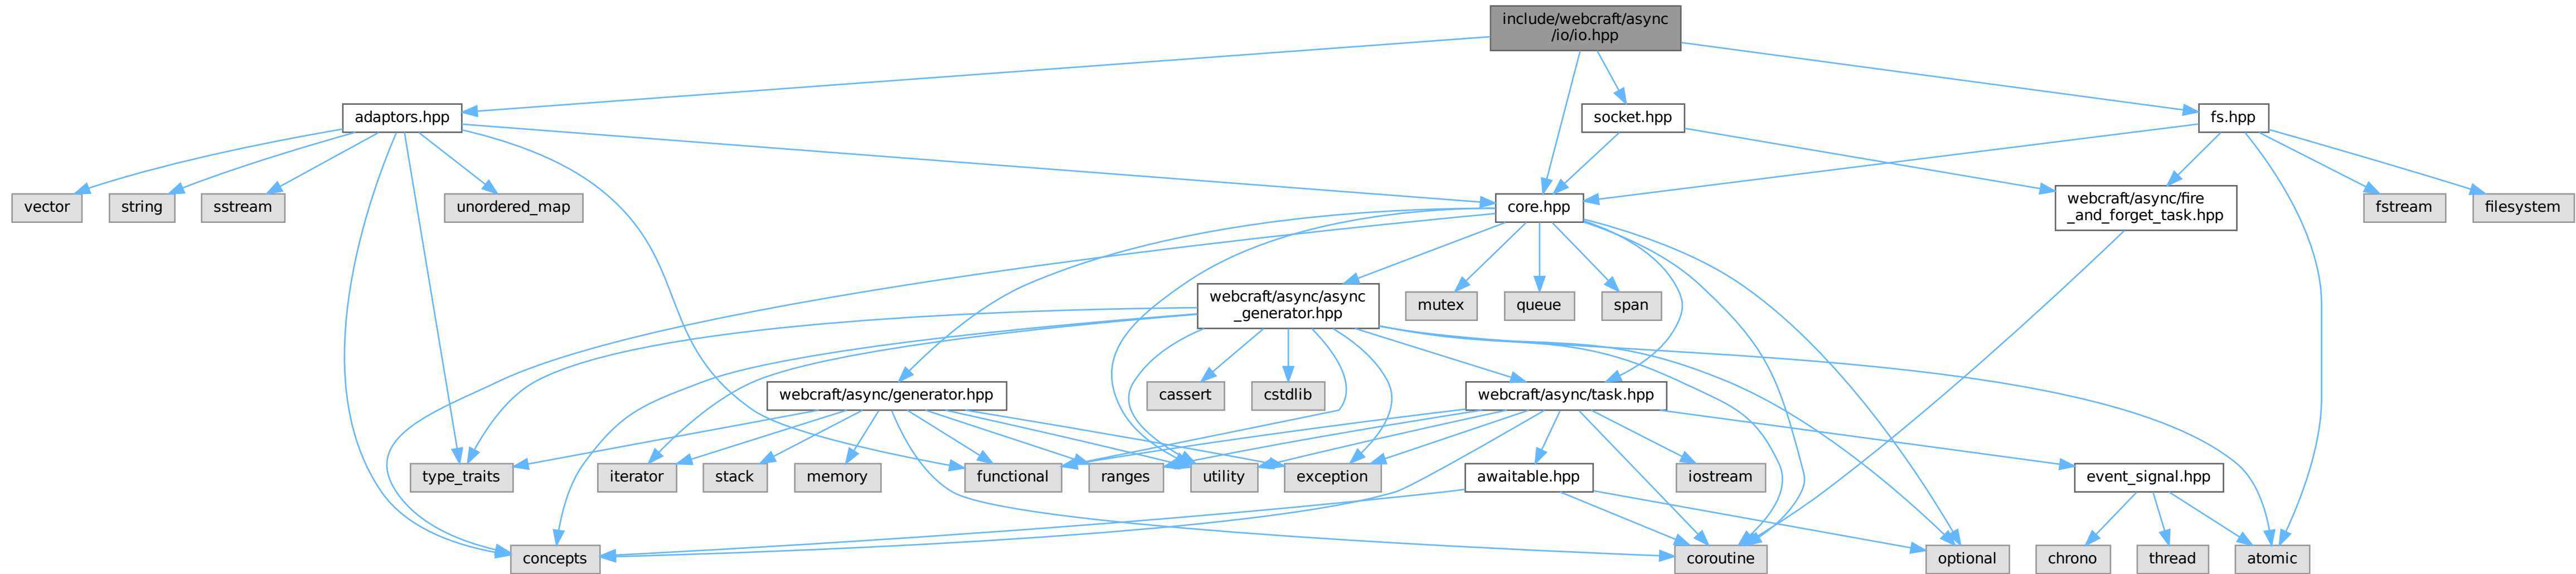 include/webcraft/async
/io/io.hpp
adaptors.hpp
socket.hpp
fs.hpp
vector
string
sstream
unordered_map
core.hpp
webcraft/async/fire
_and_forget_task.hpp
fstream
filesystem
webcraft/async/async
_generator.hpp
mutex
queue
span
webcraft/async/generator.hpp
cassert
cstdlib
webcraft/async/task.hpp
type_traits
iterator
stack
memory
functional
ranges
utility
exception
awaitable.hpp
iostream
event_signal.hpp
concepts
coroutine
optional
chrono
thread
atomic